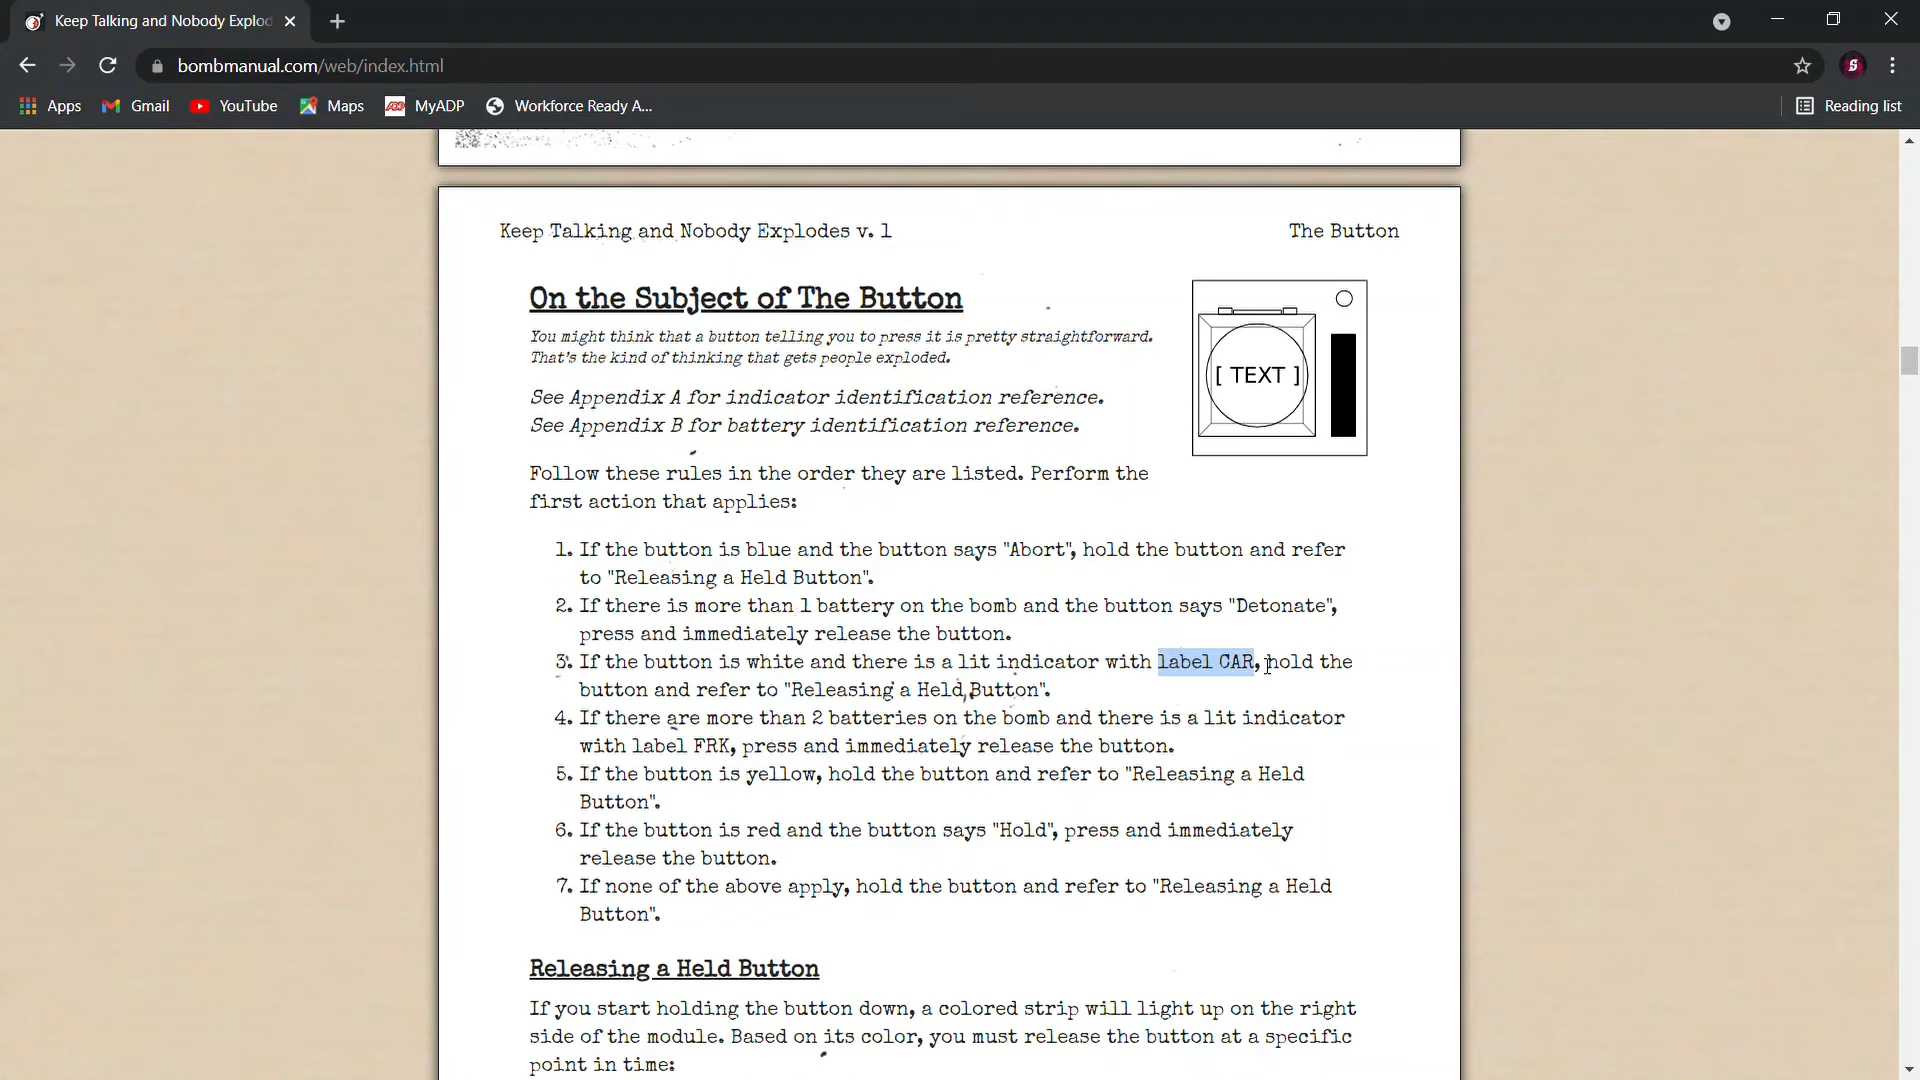 Keep Talking and Nobody Explod
bombmanual.com/web/index.html
Apps Gmail YouTube Maps MyADP Workforce Ready A... Reading list
Keep Talking and Nobody Explodes v. 1 The Button
On the Subject of The Button
You might think that a button telling you to press it is pretty straightforward.
That's the kind of thinking that gets people exploded.
See Appendix A for indicator identification reference.
See Appendix B for battery identification reference.
[ TEXT ]
Follow these rules in the order they are listed. Perform the
first action that applies:
1. If the button is blue and the button says "Abort", hold the button and refer
to "Releasing a Held Button".
2. If there is more than 1 battery on the bomb and the button says "Detonate",
press and immediately release the button.
3. If the button is white and there is a lit indicator with label CAR, hold the
button and refer to "Releasing a Held Button".
4. If there are more than 2 batteries on the bomb and there is a lit indicator
with label FRK, press and immediately release the button.
5. If the button is yellow, hold the button and refer to "Releasing a Held
Button".
6. If the button is red and the button says "Hold", press and immediately
release the button.
7. If none of the above apply, hold the button and refer to "Releasing a Held
Button".
Releasing a Held Button
If you start holding the button down, a colored strip will light up on the right
side of the module. Based on its color, you must release the button at a specific
point in time: